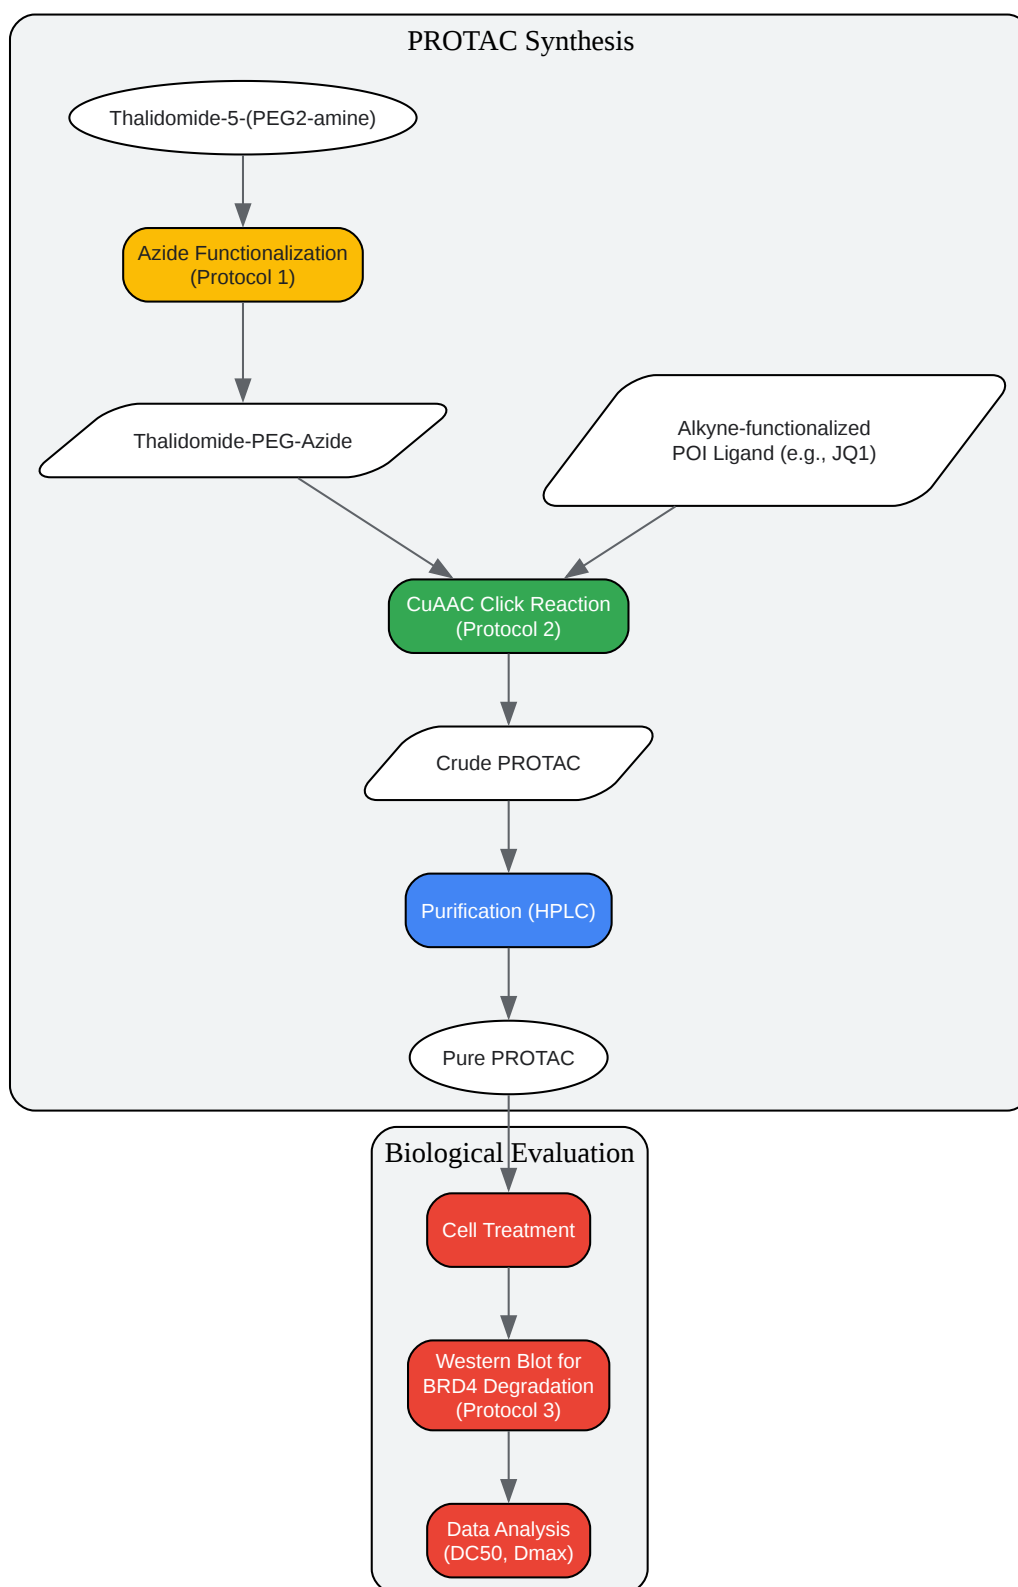 PROTAC Synthesis
Thalidomide-5-(PEG2-amine)
Azide Functionalization
(Protocol 1)
Thalidomide-PEG-Azide
Alkyne-functionalized
POI Ligand (e.g., JQ1)
CuAAC Click Reaction
(Protocol 2)
Crude PROTAC
Purification (HPLC)
Pure PROTAC
Biological Evaluation
Cell Treatment
Western Blot for
BRD4 Degradation
(Protocol 3)
Data Analysis
(DC50, Dmax)